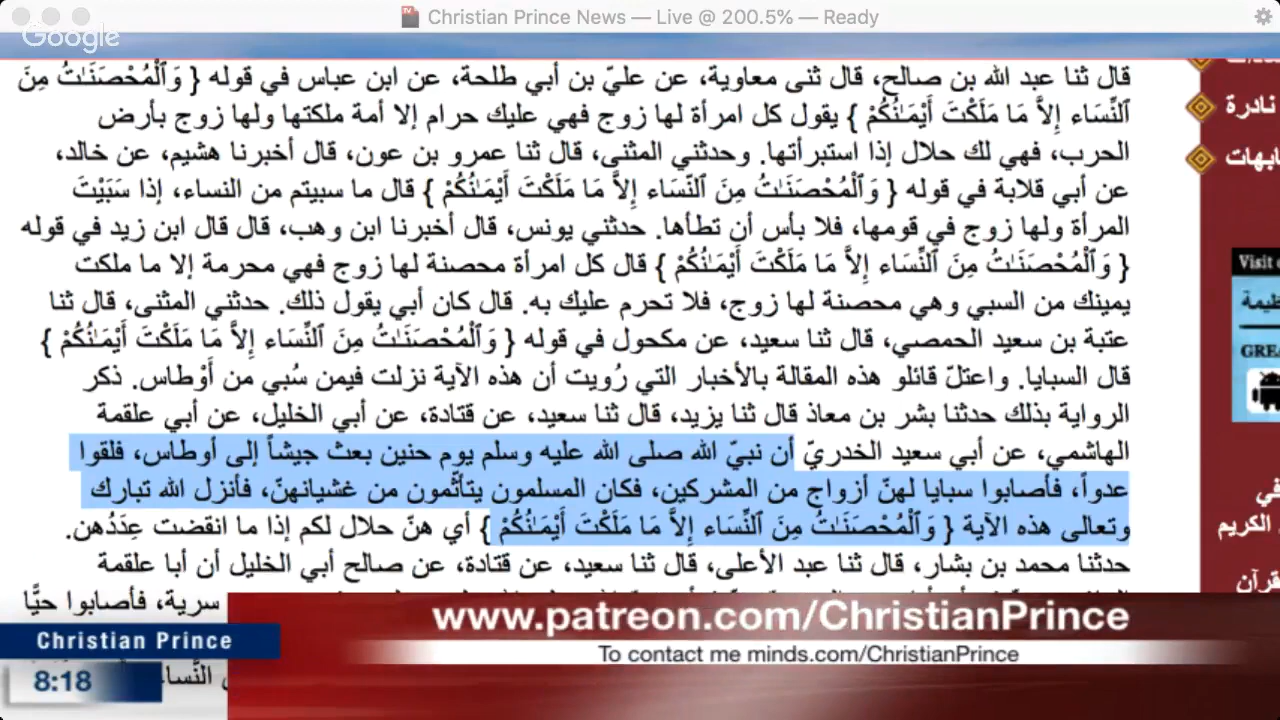 Christian Prince News — Live @ 200.5% — Ready
Google
قال ثنا عبد الله بن صالح، قال ثنى معاوية، عن عليّ بن أبي طلحة، عن ابن عباس في قوله { وَٱلْمُحْصَنَـٰتُ مِنَ
ٱلنِّسَاء إِلاَّ مَا مَلَكْتَ أَيْمَـٰنُكُمْ } يقول كل امرأة لها زوج فهي عليك حرام إلا أمة ملكتها ولها زوج بأرض
الحرب، فهي لك حلال إذا استبرأتها. وحدثني المثنى، قال ثنا عمرو بن عون، قال أخبرنا هشيم، عن خالد،
عن أبي قلابة في قوله { وَٱلْمُحْصَنَـٰتُ مِنَ ٱلنِّسَاء إِلاَّ مَا مَلَكْتَ أَيْمَـٰنُكُمْ } قال ما سبيتم من النساء، إذا سَبَيْتَ
المرأة ولها زوج في قومها، فلا بأس أن تطأها. حدثني يونس، قال أخبرنا ابن وهب، قال قال ابن زيد في قوله
{ وَٱلْمُحْصَنَـٰتُ مِنَ ٱلنِّسَاء إِلاَّ مَا مَلَكْتَ أَيْمَـٰنُكُمْ } قال كل امرأة محصنة لها زوج فهي محرمة إلا ما ملكت
يمينك من السبي وهي محصنة لها زوج، فلا تحرم عليك به. قال كان أبي يقول ذلك. حدثني المثنى، قال ثنا
عتبة بن سعيد الحمصي، قال ثنا سعيد، عن مكحول في قوله { وَٱلْمُحْصَنَـٰتُ مِنَ ٱلنِّسَاء إِلاَّ مَا مَلَكْتَ أَيْمَـٰنُكُمْ }
قال السبايا. واعتلّ قائلو هذه المقالة بالأخبار التي رُويت أن هذه الآية نزلت فيمن سُبي من أوْطاس. ذكر
الرواية بذلك حدثنا بشر بن معاذ قال ثنا يزيد، قال ثنا سعيد، عن قتادة، عن أبي الخليل، عن أبي علقمة
الهاشمي، عن أبي سعيد الخدريّ أن نبيّ الله صلى الله عليه وسلم يوم حنين بعث جيشاً إلى أوطاس، فلقوا
عدواً، فأصابوا سبايا لهنّ أزواج من المشركين، فكان المسلمون يتأثّمون من غشيانهنّ، فأنزل الله تبارك
وتعالى هذه الآية { وَٱلْمُحْصَنَـٰتُ مِنَ ٱلنِّسَاء إِلاَّ مَا مَلَكْتَ أَيْمَـٰنُكُمْ } أي هنّ حلال لكم إذا ما انقضت عِدَدُهن.
حدثنا محمد بن بشار، قال ثنا عبد الأعلى، قال ثنا سعيد، عن قتادة، عن صالح أبي الخليل أن أبا علقمة
سرية، فأصابوا حيًّا
نادرة
Visit
في
الكريم
www.patreon.com/ChristianPrince
To contact me minds.com/ChristianPrince
Christian Prince
8:18